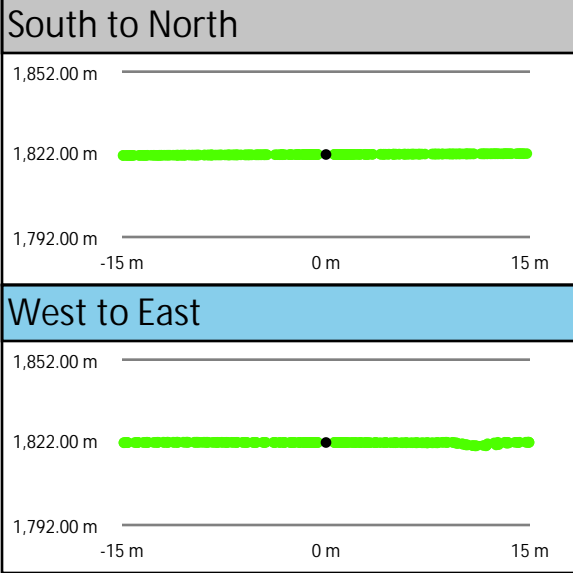 South to North
1,852.00 m
1,822.00 m
1,792.00 m
-15 m 0 m 15 m
West to East
1,852.00 m
1,822.00 m
1,792.00 m
-15 m 0 m 15 m